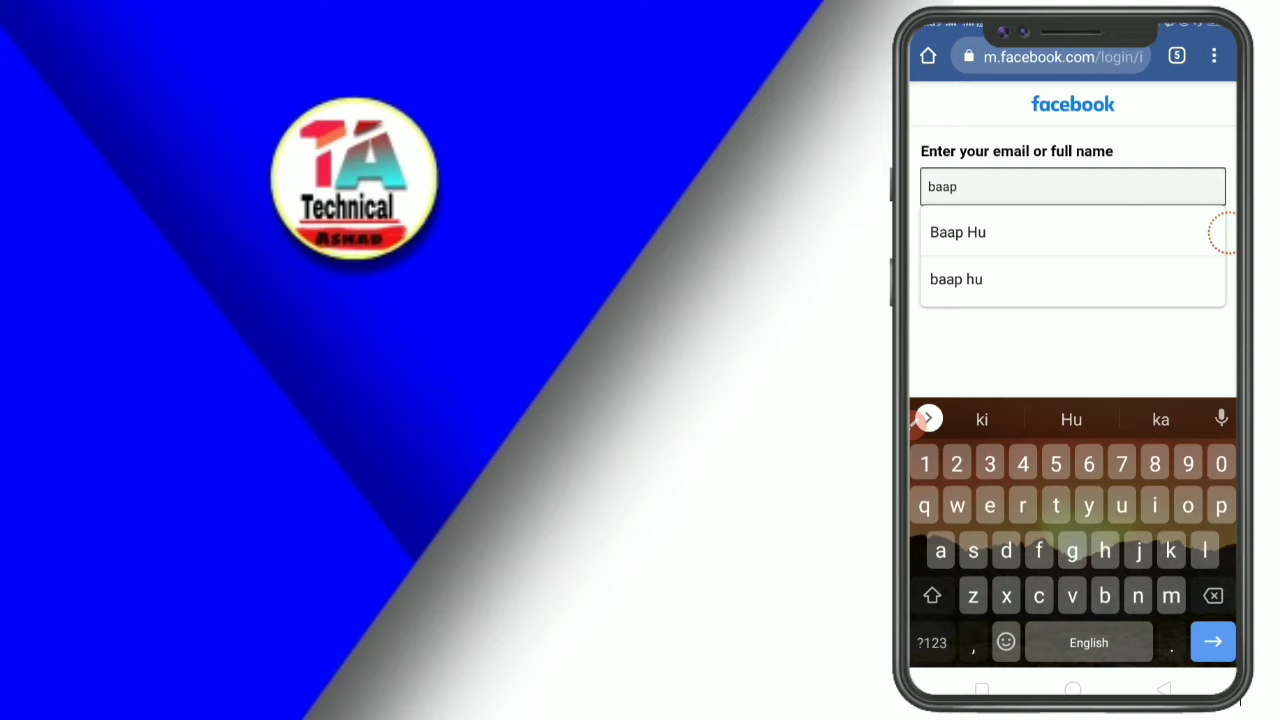 TA
Technical
ASHAD
5
m.facebook.com/login/i
facebook
Enter your email or full name
baap
Baap Hu
baap hu
ki Hu ka
1 2 3 4 5 6 7 8 9 0
q w e r t y u i o p
a s d f g h j k l
z x c v b n m
?123 , English .